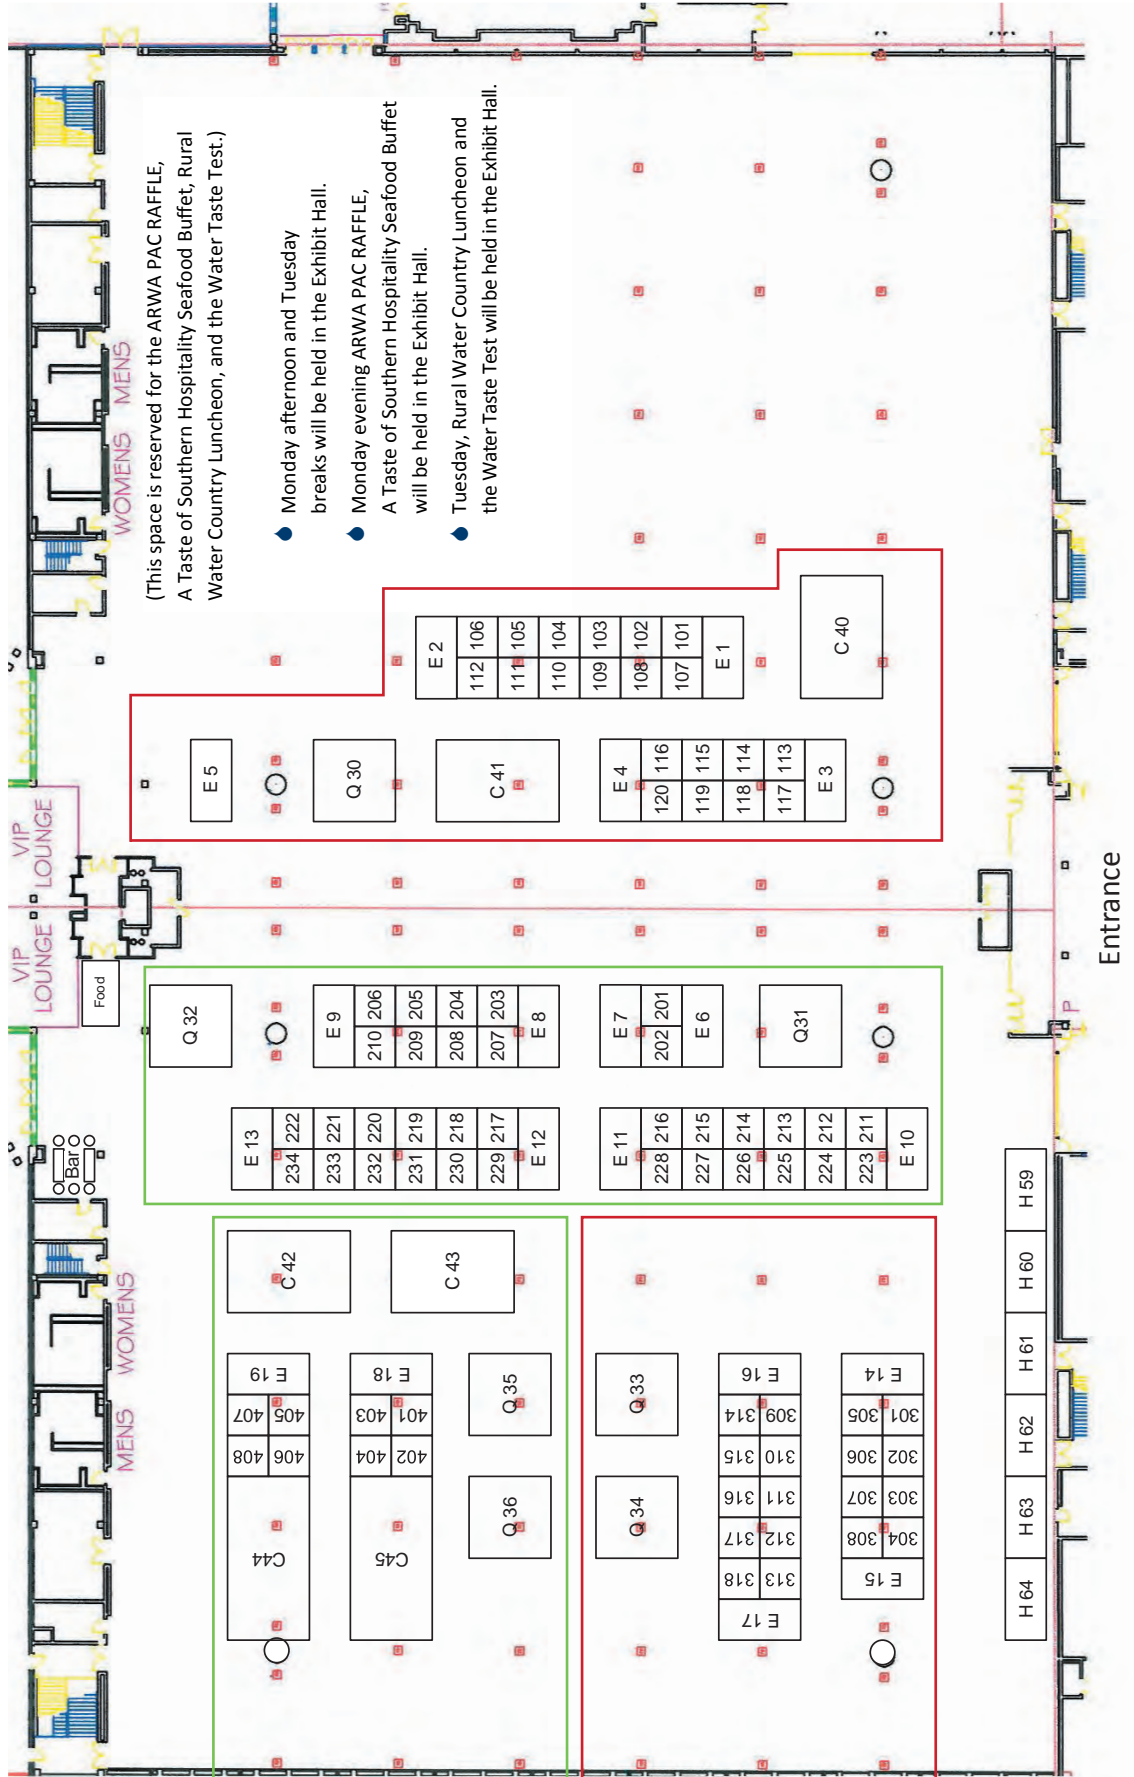 (This space is reserved for the ARWA PAC RAFFLE,
A Taste of Southern Hospitality Seafood Buffet, Rural
Water Country Luncheon, and the Water Taste Test.)
Monday afternoon and Tuesday
breaks will be held in the Exhibit Hall.
Monday evening ARWA PAC RAFFLE,
A Taste of Southern Hospitality Seafood Buffet
will be held in the Exhibit Hall.
Tuesday, Rural Water Country Luncheon and
the Water Taste Test will be held in the Exhibit Hall.
WOMENS MENS
VIP
LOUNGE
VIP
LOUNGE
Food
Bar
MENS WOMENS
E 2
106
105
104
103
102
101
112
111
110
109
108
107
E 1
C 40
E 5
Q 30
C 41
E 4
116
115
114
113
120
119
118
117
E 3
Q 32
E 9
206
205
204
203
210
209
208
207
E 8
E 7
201
202
E 6
Q31
E 13
222
221
220
219
218
217
234
233
232
231
230
229
E 12
E 11
216
215
214
213
212
211
228
227
226
225
224
223
E 10
C 42
C 43
E 19
407
405
408
406
C44
E 18
403
401
404
402
C45
Q 35
Q 36
Q 33
Q 34
E 16
314
309
315
310
316
311
317
312
318
313
E 17
E 14
305
301
306
302
307
303
308
304
E 15
H 59
H 60
H 61
H 62
H 63
H 64
P
Entrance